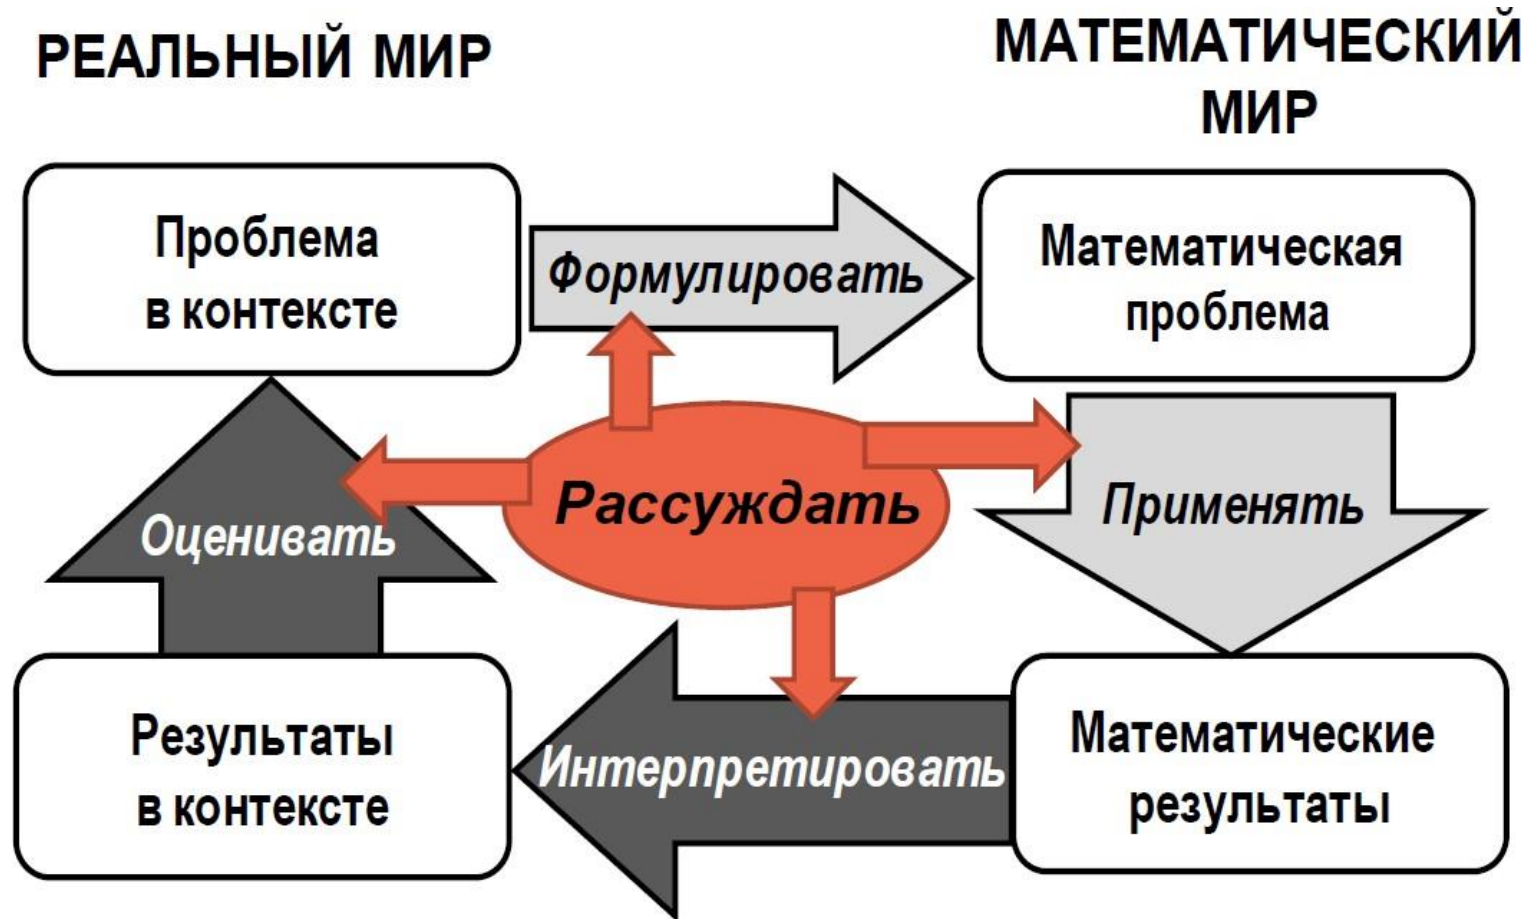 РЕАЛЬНЫЙ МИР
МАТЕМАТИЧЕСКИЙ
МИР
Проблема
в контексте
Формулировать
Математическая
проблема
Рассуждать
Применять
Оценивать
Результаты
в контексте
Интерпретировать
Математические
результаты